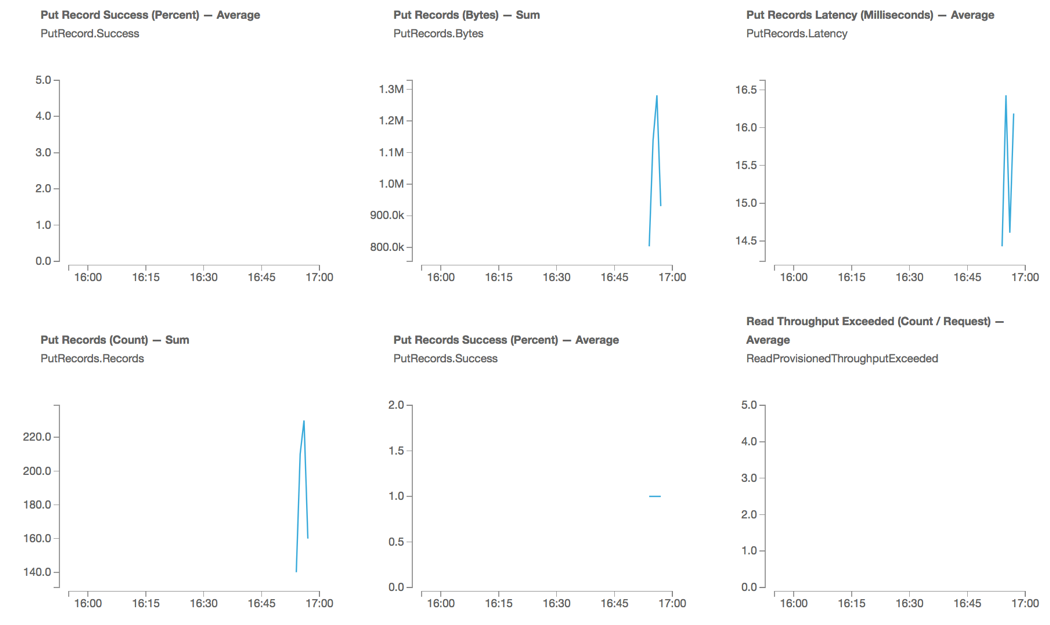 Put Record Success (Percent) — Average
PutRecord.Success
5.0
4.0
3.0
2.0
1.0
0.0
16:00 16:15 16:30 16:45 17:00
Put Records (Bytes) — Sum
PutRecords.Bytes
1.3M
1.2M
1.1M
1.0M
900.0k
800.0k
16:00 16:15 16:30 16:45 17:00
Put Records Latency (Milliseconds) — Average
PutRecords.Latency
16.5
16.0
15.5
15.0
14.5
16:00 16:15 16:30 16:45 17:00
Put Records (Count) — Sum
PutRecords.Records
220.0
200.0
180.0
160.0
140.0
16:00 16:15 16:30 16:45 17:00
Put Records Success (Percent) — Average
PutRecords.Success
2.0
1.5
1.0
0.5
0.0
16:00 16:15 16:30 16:45 17:00
Read Throughput Exceeded (Count / Request) —
Average
ReadProvisionedThroughputExceeded
5.0
4.0
3.0
2.0
1.0
0.0
16:00 16:15 16:30 16:45 17:00